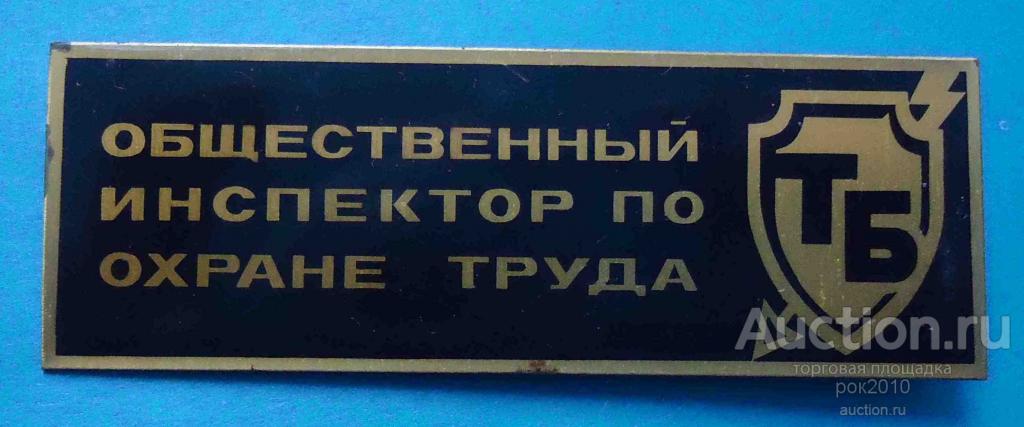 ОБЩЕСТВЕННЫЙ
ИНСПЕКТОР ПО
ОХРАНЕ ТРУДА
ТБ
Auction.ru
торговая площадка
рок2010
auction.ru